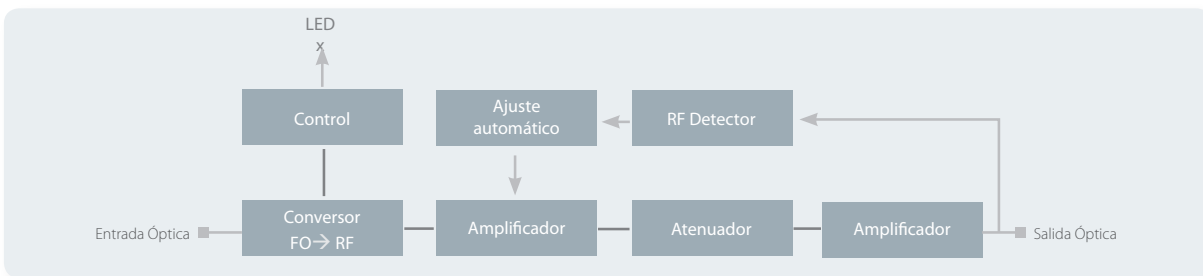 LED
x
Control
Ajuste
automático
RF Detector
Entrada Óptica
Conversor
FO→ RF
Amplificador
Atenuador
Amplificador
Salida Óptica